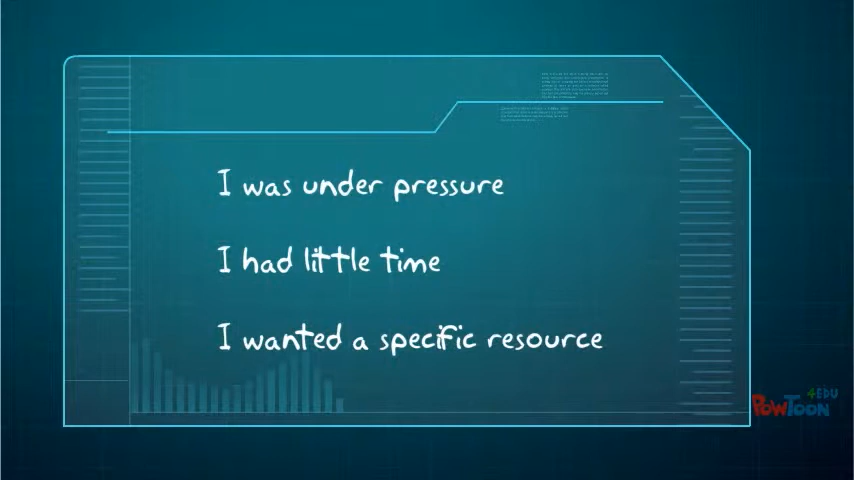 I was under pressure
I had little time
I wanted a specific resource
4EDU
PowToon